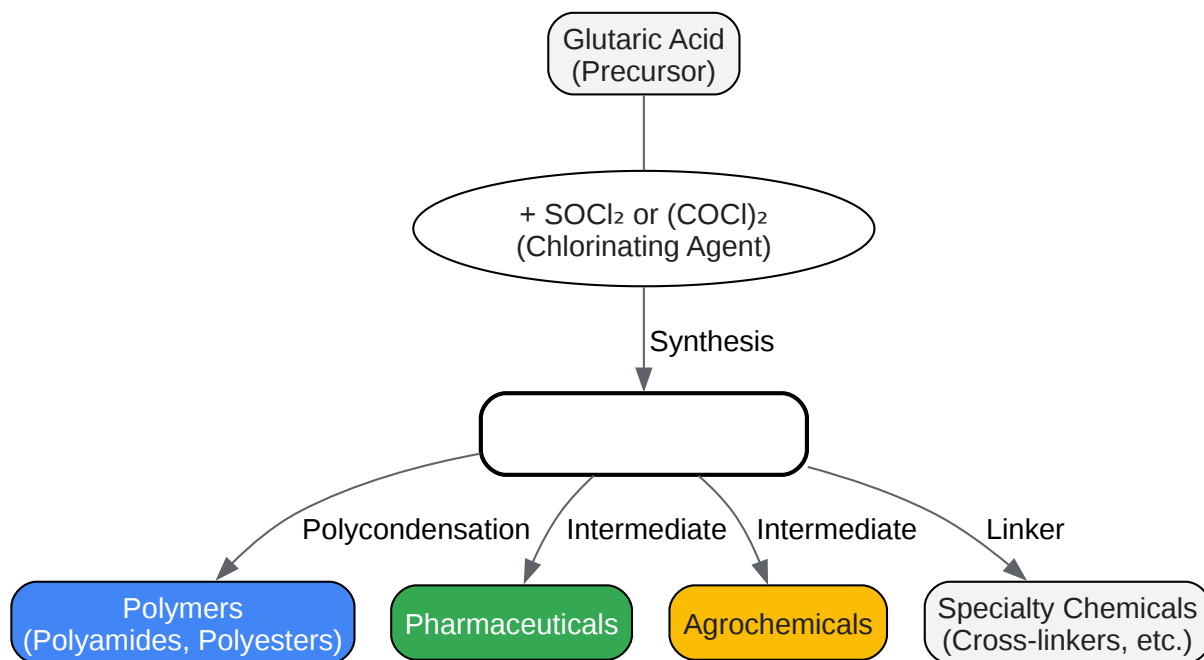 Glutaric Acid
(Precursor)
+ SOCl₂ or (COCl)₂
(Chlorinating Agent)
Synthesis
Polycondensation
Intermediate
Intermediate
Linker
Polymers
(Polyamides, Polyesters)
Pharmaceuticals
Agrochemicals
Specialty Chemicals
(Cross-linkers, etc.)